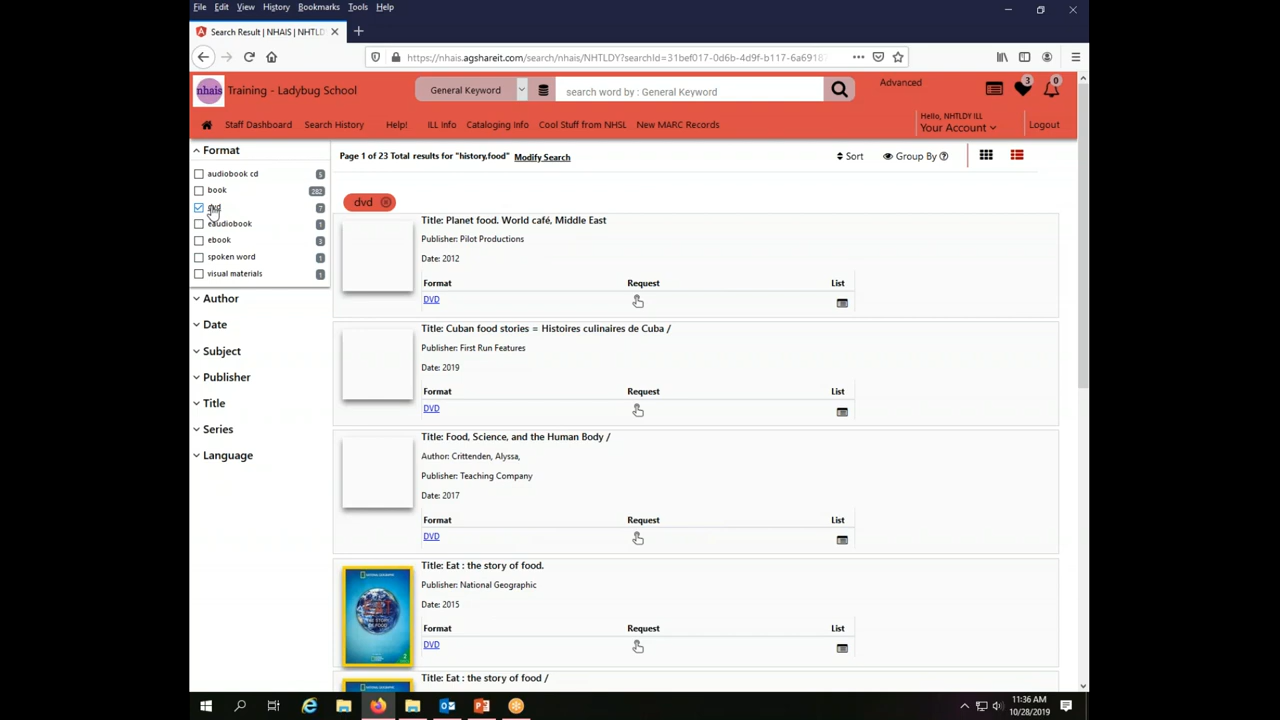 File Edit View History Bookmarks Tools Help
Search Result | NHAIS | NHTLD
https://nhais.agshareit.com/search/nhais/NHTLDY?searchId=31bef017-0d6b-4d9f-b117-6a6918
nhais Training - Ladybug School General Keyword search word by : General Keyword Advanced 3 0
Staff Dashboard Search History Help! ILL Info Cataloging Info Cool Stuff from NHSL New MARC Records Hello, NHTLDY ILL
Your Account Logout
Format
audiobook cd 5
book 282
dvd 7
eaudiobook 1
ebook 3
spoken word 1
visual materials 1
Author
Date
Subject
Publisher
Title
Series
Language
Page 1 of 23 Total results for "history,food" Modify Search Sort Group By
dvd
Title: Planet food. World café, Middle East
Publisher: Pilot Productions
Date: 2012
Format Request List
DVD
Title: Cuban food stories = Histoires culinaires de Cuba /
Publisher: First Run Features
Date: 2019
Format Request List
DVD
Title: Food, Science, and the Human Body /
Author: Crittenden, Alyssa,
Publisher: Teaching Company
Date: 2017
Format Request List
DVD
Title: Eat : the story of food.
Publisher: National Geographic
Date: 2015
Format Request List
DVD
Title: Eat : the story of food /
11:36 AM
10/28/2019